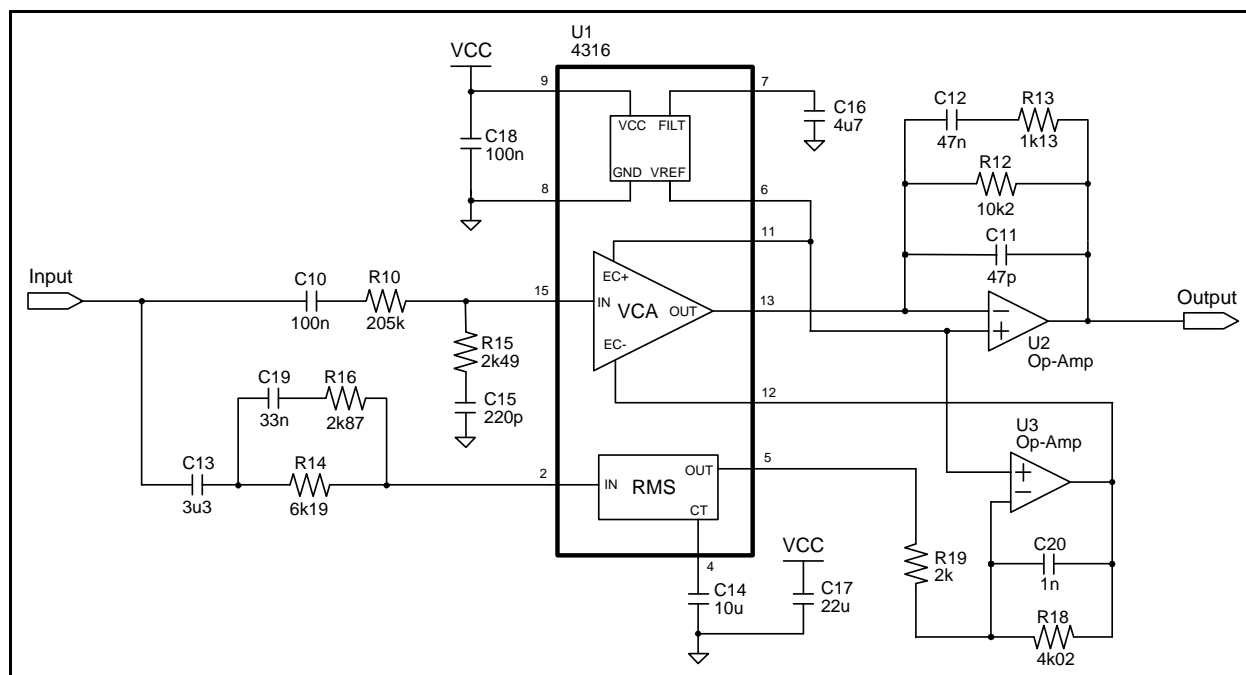 U1
4316
VCC
9
7
C12
R13
47n
1k13
C16
4u7
C18
100n
VCC
FILT
GND
VREF
R12
10k2
8
6
11
C11
47p
Input
C10
100n
R10
205k
15
EC+
IN
VCA
OUT
EC-
13
Output
U2
Op-Amp
R15
2k49
C15
220p
12
C19
33n
R16
2k87
U3
Op-Amp
C13
3u3
R14
6k19
2
IN
RMS
OUT
CT
5
4
VCC
C14
10u
C17
22u
R19
2k
C20
1n
R18
4k02